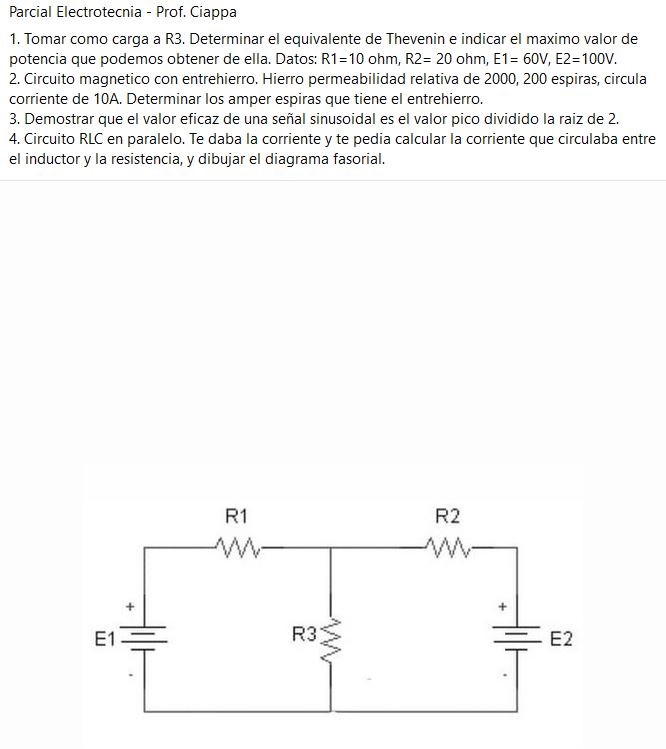 Parcial Electrotecnia - Prof. Ciappa
1. Tomar como carga a R3. Determinar el equivalente de Thevenin e indicar el maximo valor de
potencia que podemos obtener de ella. Datos: R1=10 ohm, R2= 20 ohm, E1= 60V, E2=100V.
2. Circuito magnetico con entrehierro. Hierro permeabilidad relativa de 2000, 200 espiras, circula
corriente de 10A. Determinar los amper espiras que tiene el entrehierro.
3. Demostrar que el valor eficaz de una señal sinusoidal es el valor pico dividido la raiz de 2.
4. Circuito RLC en paralelo. Te daba la corriente y te pedia calcular la corriente que circulaba entre
el inductor y la resistencia, y dibujar el diagrama fasorial.
R1 R2
+ +
E1 R3 E2
- -